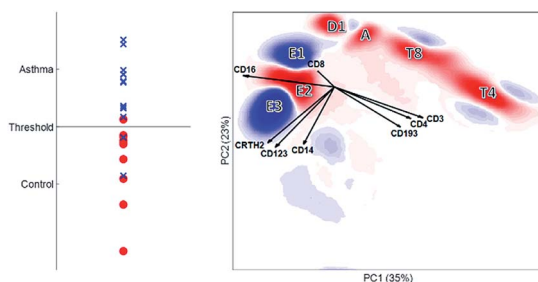 Asthma
Threshold
Control
D1
A
E1
T8
CD8
CD16
E2
T4
E3
CD3
CD4
CD193
CRTH2
CD14
CD123
PC2 (23%)
PC1 (35%)